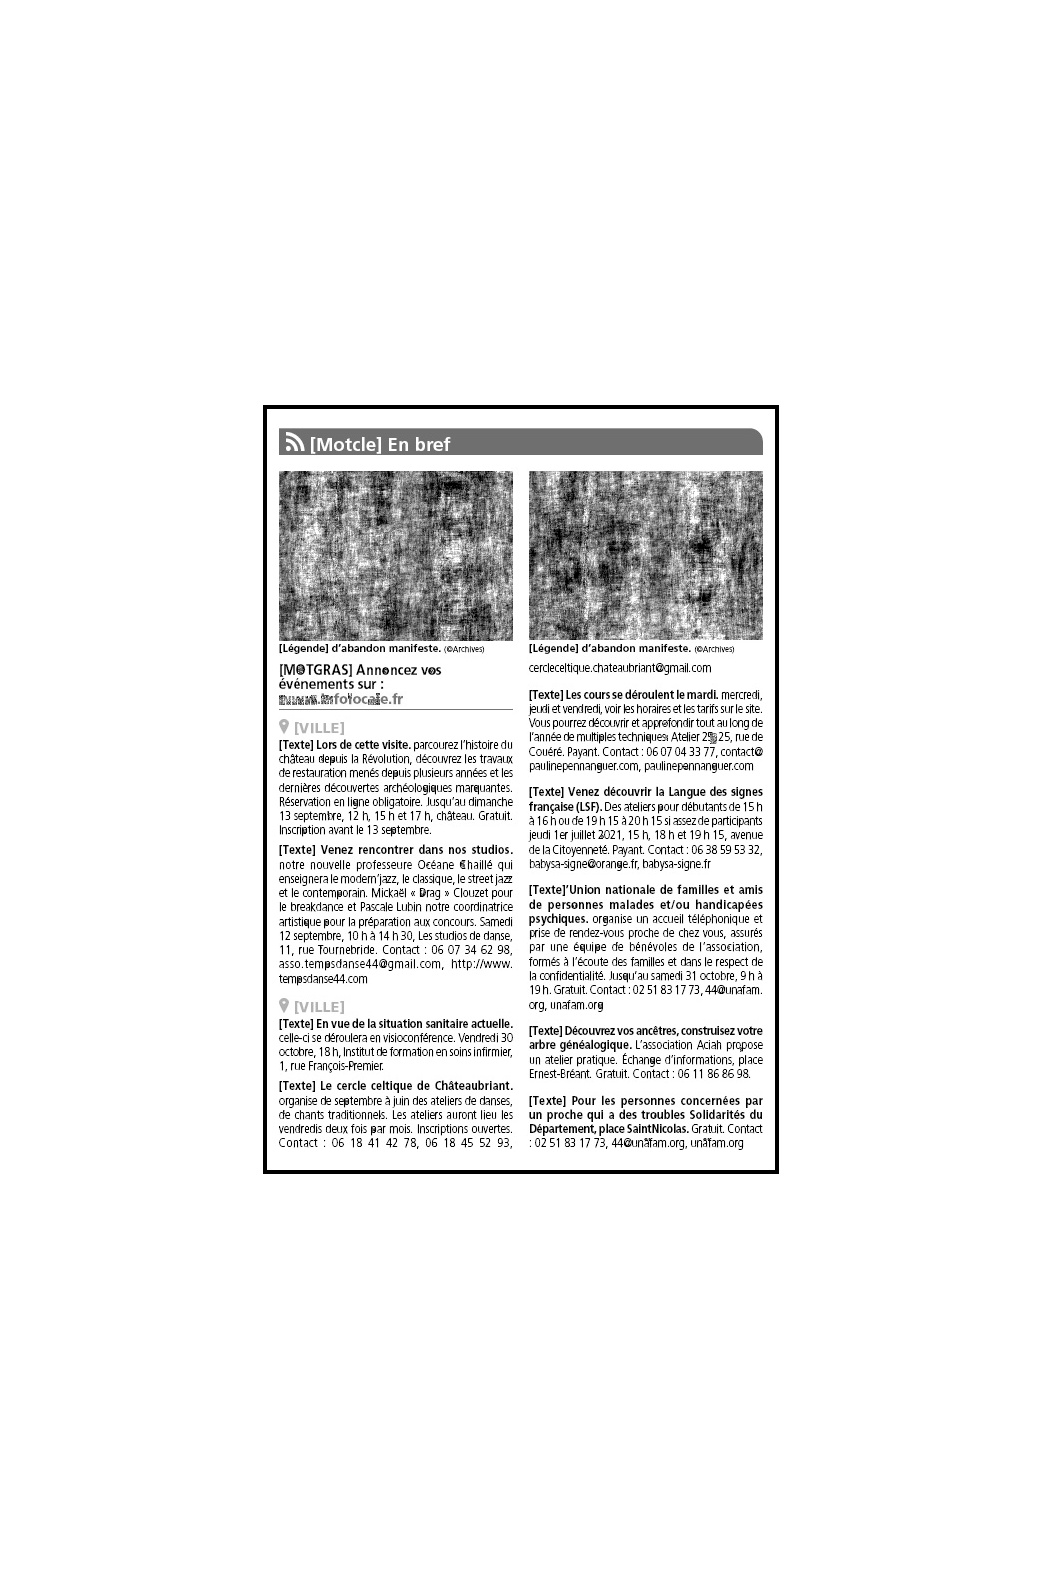 [Motcle] En bref
[Légende] d’abandon manifeste. (©Archives)
[MOTGRAS] Annoncez vos
événements sur :
[VILLE]
[Texte] Lors de cette visite. parcourez l’histoire du
château depuis la Révolution, découvrez les travaux
de restauration menés depuis plusieurs années et les
dernières découvertes archéologiques marquantes.
Réservation en ligne obligatoire. Jusqu’au dimanche
13 septembre, 12 h, 15 h et 17 h, château. Gratuit.
Inscription avant le 13 septembre.
[Texte] Venez rencontrer dans nos studios.
notre nouvelle professeure Océane Chaillé qui
enseignera le modern’jazz, le classique, le street jazz
et le contemporain. Mickaël « Drag » Clouzet pour
le breakdance et Pascale Lubin notre coordinatrice
artistique pour la préparation aux concours. Samedi
12 septembre, 10 h à 14 h 30, Les studios de danse,
11, rue Tournebride. Contact : 06 07 34 62 98,
asso.tempsdanse44@gmail.com, http://www.
tempsdanse44.com
[VILLE]
[Texte] En vue de la situation sanitaire actuelle.
celle-ci se déroulera en visioconférence. Vendredi 30
octobre, 18 h, Institut de formation en soins infirmier,
1, rue François-Premier.
[Texte] Le cercle celtique de Châteaubriant.
organise de septembre à juin des ateliers de danses,
de chants traditionnels. Les ateliers auront lieu les
vendredis deux fois par mois. Inscriptions ouvertes.
Contact : 06 18 41 42 78, 06 18 45 52 93,
[Légende] d’abandon manifeste. (©Archives)
cercleceltique.chateaubriant@gmail.com
[Texte] Les cours se déroulent le mardi. mercredi,
jeudi et vendredi, voir les horaires et les tarifs sur le site.
Vous pourrez découvrir et approfondir tout au long de
l’année de multiples techniques. Atelier 25, rue de
Couéré. Payant. Contact : 06 07 04 33 77, contact@
paulinepennanguer.com, paulinepennanguer.com
[Texte] Venez découvrir la Langue des signes
française (LSF). Des ateliers pour débutants de 15 h
à 16 h ou de 19 h 15 à 20 h 15 si assez de participants
jeudi 1er juillet 2021, 15 h, 18 h et 19 h 15, avenue
de la Citoyenneté. Payant. Contact : 06 38 59 53 32,
babysa-signe@orange.fr, babysa-signe.fr
[Texte]’Union nationale de familles et amis
de personnes malades et/ou handicapées
psychiques. organise un accueil téléphonique et
prise de rendez-vous proche de chez vous, assurés
par une équipe de bénévoles de l’association,
formés à l’écoute des familles et dans le respect de
la confidentialité. Jusqu’au samedi 31 octobre, 9 h à
19 h. Gratuit. Contact : 02 51 83 17 73, 44@unafam.
org, unafam.org
[Texte] Découvrez vos ancêtres, construisez votre
arbre généalogique. L’association Aciah propose
un atelier pratique. Échange d’informations, place
Ernest-Bréant. Gratuit. Contact : 06 11 86 86 98.
[Texte] Pour les personnes concernées par
un proche qui a des troubles Solidarités du
Département, place SaintNicolas. Gratuit. Contact
: 02 51 83 17 73, 44@unafam.org, unafam.org